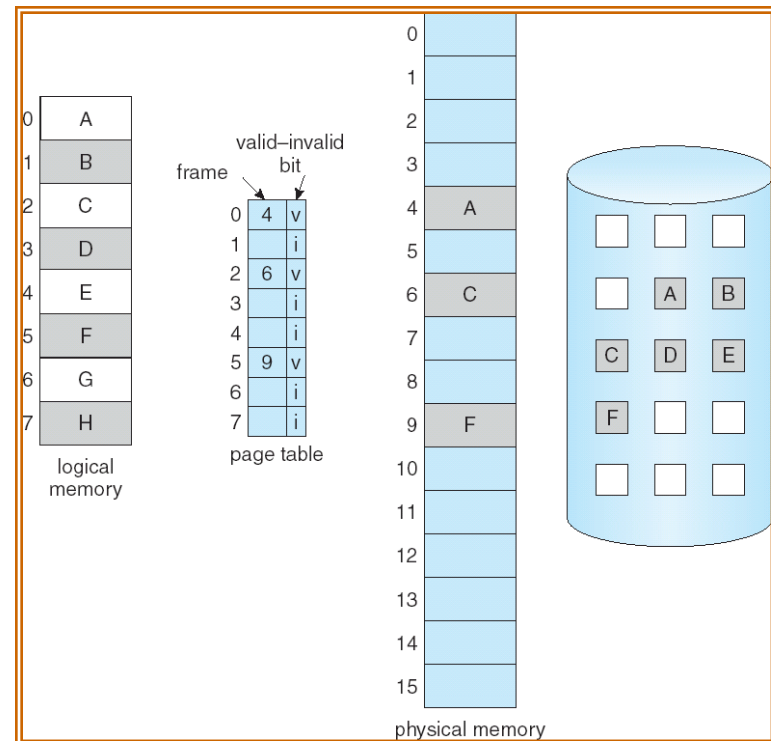 0 A
1 B
2 C
3 D
4 E
5 F
6 G
7 H
logical
memory
valid–invalid
bit
frame
0 4 v
1 i
2 6 v
3 i
4 i
5 9 v
6 i
7 i
page table
0
1
2
3
4 A
5
6 C
7
8
9 F
10
11
12
13
14
15
physical memory
A B
C D E
F